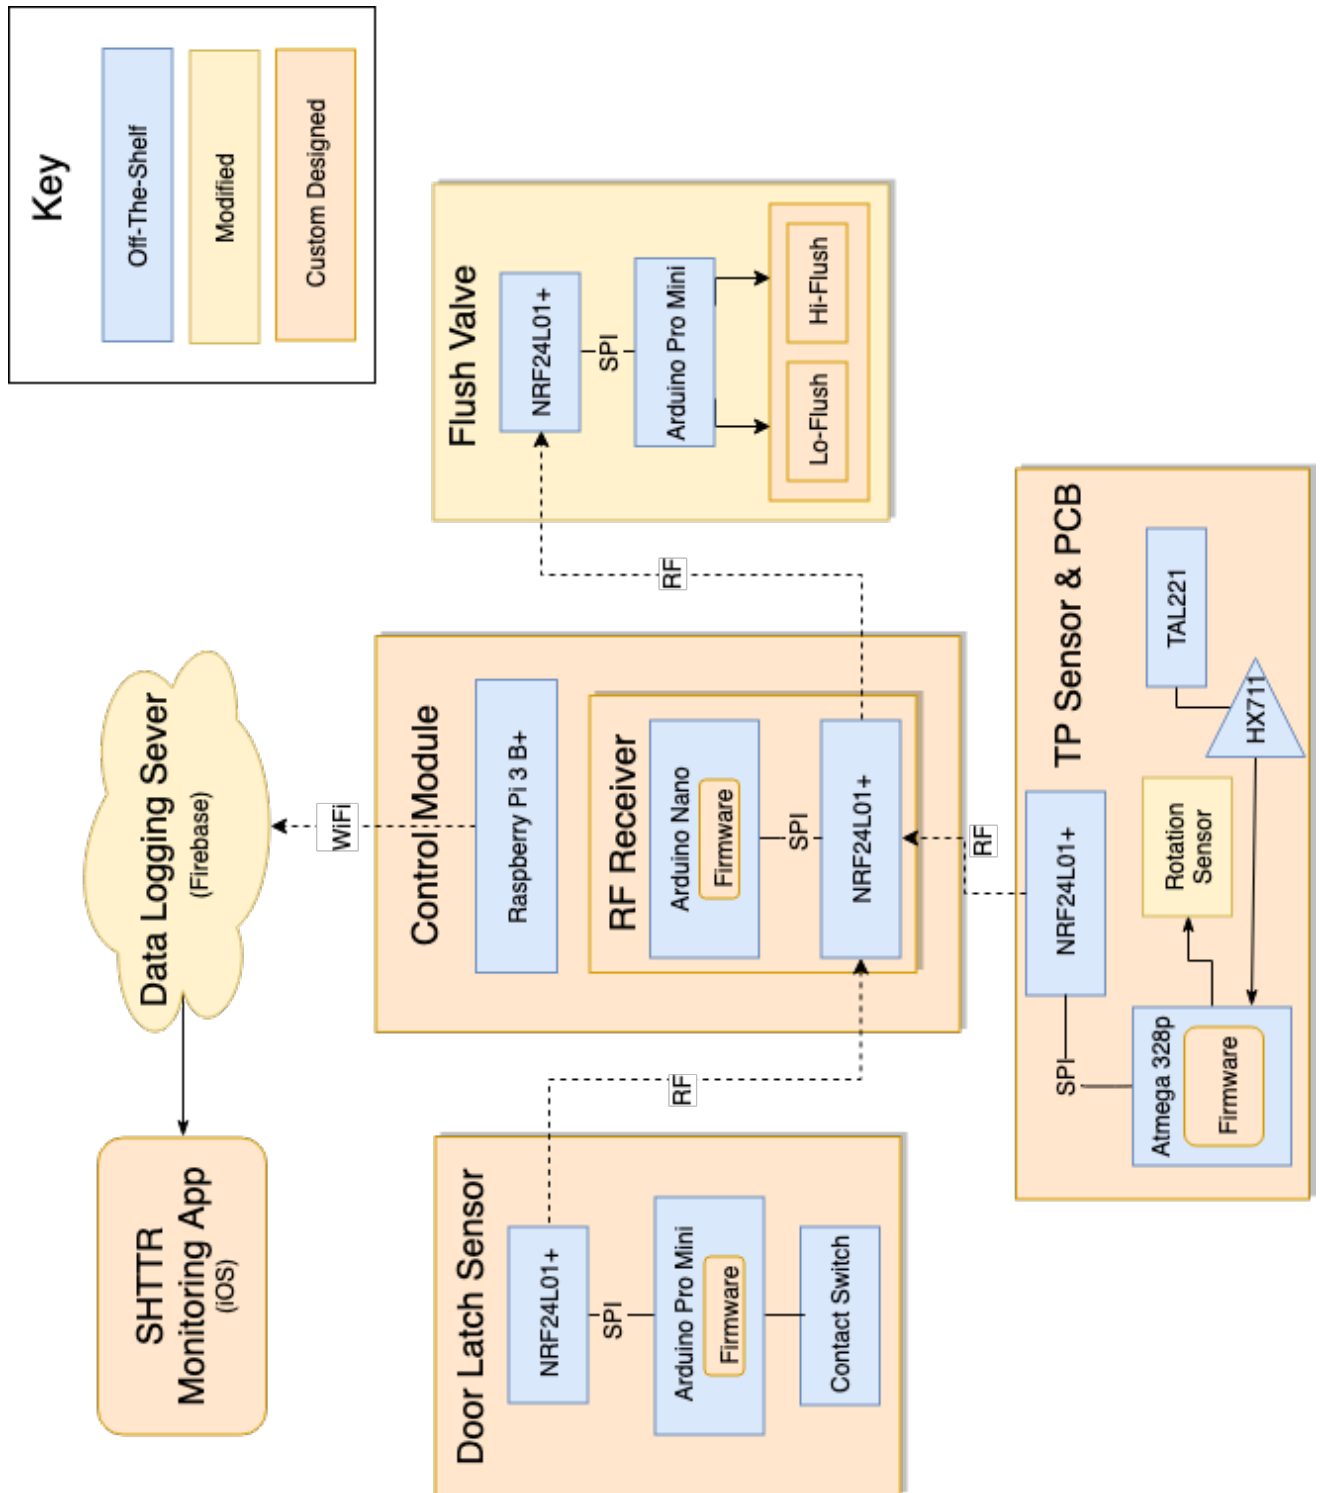 SHTTR
Monitoring App
(iOS)
Data Logging Sever
(Firebase)
Key
Off-The-Shelf
Modified
Custom Designed
WiFi
Door Latch Sensor
NRF24L01+
SPI
Arduino Pro Mini
Firmware
Contact Switch
RF
Control Module
Raspberry Pi 3 B+
RF Receiver
Arduino Nano
Firmware
SPI
NRF24L01+
RF
Flush Valve
NRF24L01+
SPI
Arduino Pro Mini
Lo-Flush
Hi-Flush
RF
TP Sensor & PCB
NRF24L01+
SPI
Atmega 328p
Firmware
Rotation
Sensor
TAL221
HX711